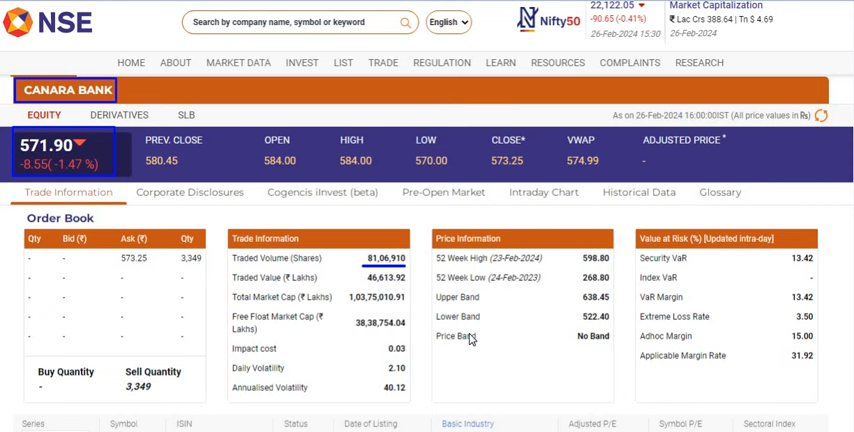 NSE
Search by company name, symbol or keyword
English
Nifty50
22,122.05
-90.65 (-0.41%)
26-Feb-2024 15:30
Market Capitalization
₹ Lac Crs 388.64 | Tn $ 4.69
26-Feb-2024
HOME ABOUT MARKET DATA INVEST LIST TRADE REGULATION LEARN RESOURCES COMPLAINTS RESEARCH
CANARA BANK
EQUITY DERIVATIVES SLB
As on 26-Feb-2024 16:00:00IST (All price values in ₨)
571.90
-8.55( -1.47 %)
PREV. CLOSE OPEN HIGH LOW CLOSE* VWAP ADJUSTED PRICE *
580.45 584.00 584.00 570.00 573.25 574.99 -
Trade Information Corporate Disclosures Cogencis iInvest (beta) Pre-Open Market Intraday Chart Historical Data Glossary
Order Book
Qty Bid (₹) Ask (₹) Qty
- - 573.25 3,349
- - - -
- - - -
- - - -
- - - -
Buy Quantity Sell Quantity
- 3,349
Trade Information
Traded Volume (Shares) 81,06,910
Traded Value (₹ Lakhs) 46,613.92
Total Market Cap (₹ Lakhs) 1,03,75,010.91
Free Float Market Cap (₹
Lakhs) 38,38,754.04
Impact cost 0.03
Daily Volatility 2.10
Annualised Volatility 40.12
Price Information
52 Week High (23-Feb-2024) 598.80
52 Week Low (24-Feb-2023) 268.80
Upper Band 638.45
Lower Band 522.40
Price Band No Band
Value at Risk (%) [Updated intra-day]
Security VaR 13.42
Index VaR -
VaR Margin 13.42
Extreme Loss Rate 3.50
Adhoc Margin 15.00
Applicable Margin Rate 31.92
Series Symbol ISIN Status Date of Listing Basic Industry Adjusted P/E Symbol P/E Sectoral Index